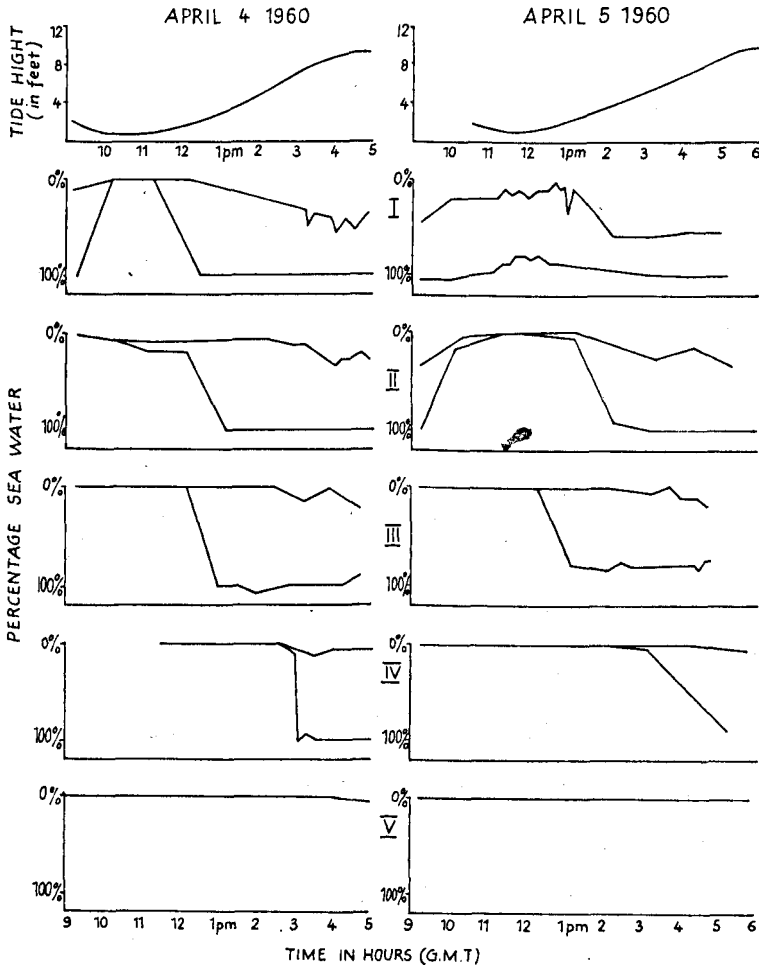 APRIL 4 1960
APRIL 5 1960
TIDE HIGHT
(in feet)
12
8
4
10 11 12 1pm 2 3 4 5
12
8
4
10 11 12 1pm 2 3 4 5 6
PERCENTAGE SEA WATER
0%
100%
I
0%
100%
0%
100%
II
0%
100%
0%
100%
III
0%
100%
0%
100%
IV
0%
100%
0%
100%
V
0%
100%
9 10 11 12 1pm 2 3 4 5
9 10 11 12 1pm 2 3 4 5 6
TIME IN HOURS (G.M.T)